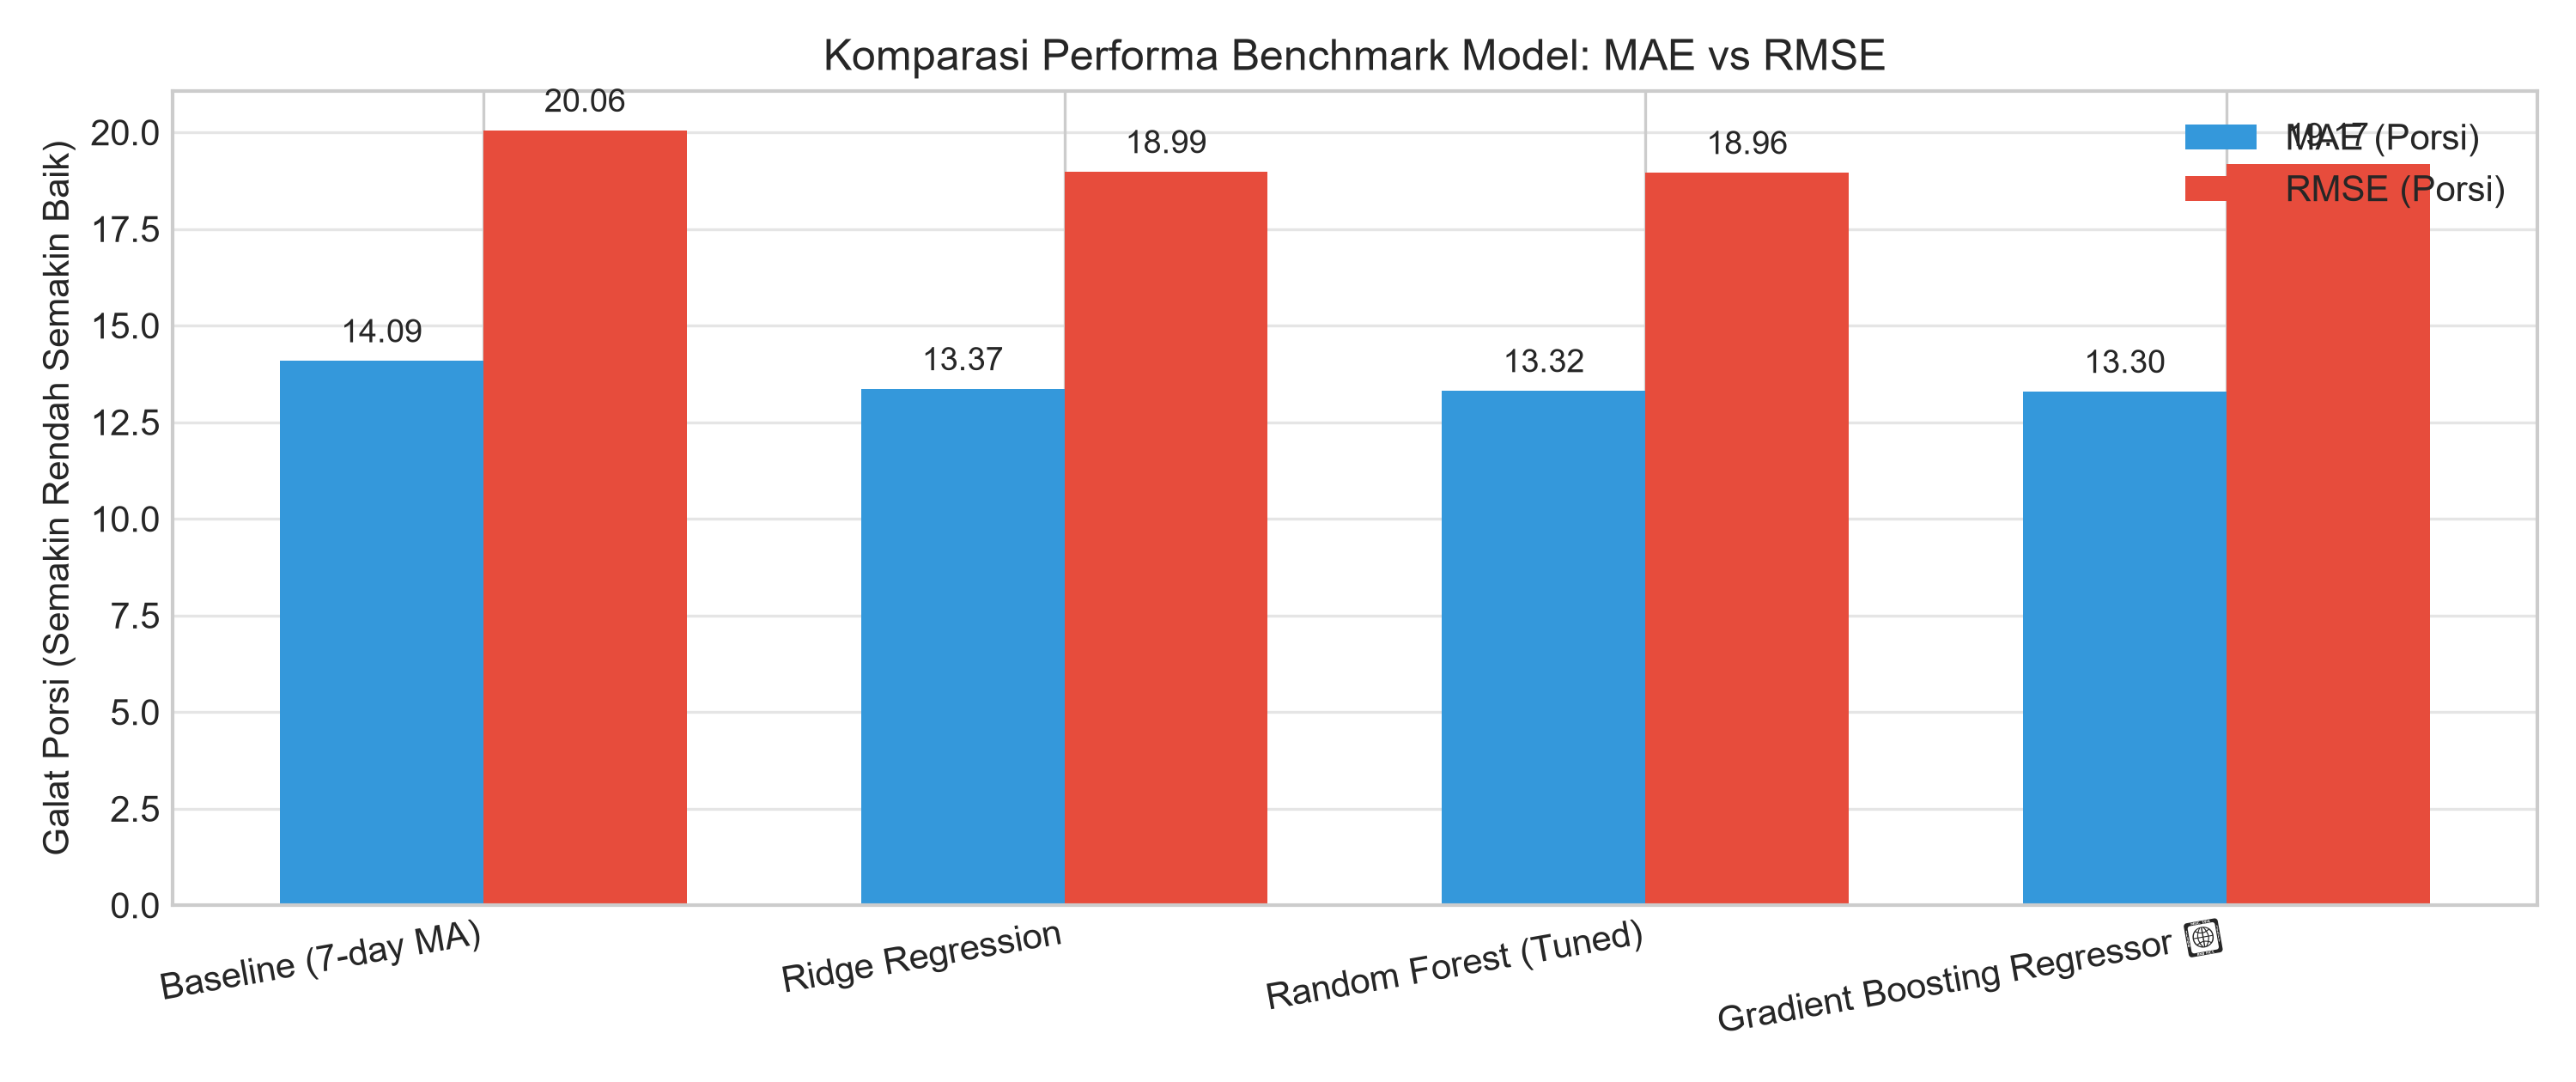 Komparasi Performa Benchmark Model: MAE vs RMSE
Galat Porsi (Semakin Rendah Semakin Baik)
20.0
17.5
15.0
12.5
10.0
7.5
5.0
2.5
0.0
14.09
20.06
13.37
18.99
13.32
18.96
13.30
19.17
MAE (Porsi)
RMSE (Porsi)
Baseline (7-day MA)
Ridge Regression
Random Forest (Tuned)
Gradient Boosting Regressor